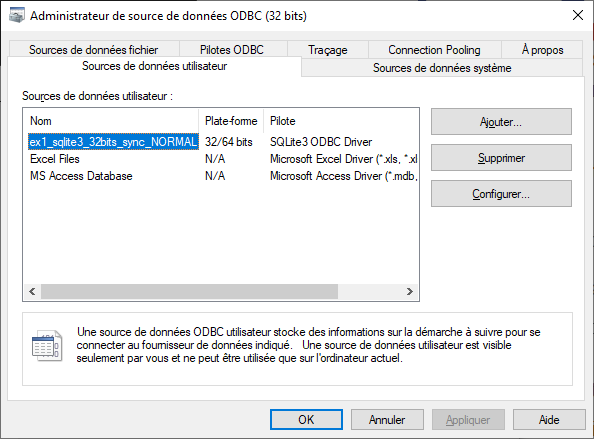 Administrateur de source de données ODBC (32 bits)
Sources de données fichier Pilotes ODBC Traçage Connection Pooling À propos
Sources de données utilisateur Sources de données système
Sources de données utilisateur :
Nom Plate-forme Pilote
ex1_sqlite3_32bits_sync_NORMAL 32/64 bits SQLite3 ODBC Driver
Excel Files N/A Microsoft Excel Driver (*.xls, *.xl
MS Access Database N/A Microsoft Access Driver (*.mdb,
Ajouter...
Supprimer
Configurer...
Une source de données ODBC utilisateur stocke des informations sur la démarche à suivre pour se
connecter au fournisseur de données indiqué. Une source de données utilisateur est visible
seulement par vous et ne peut être utilisée que sur l'ordinateur actuel.
OK Annuler Appliquer Aide